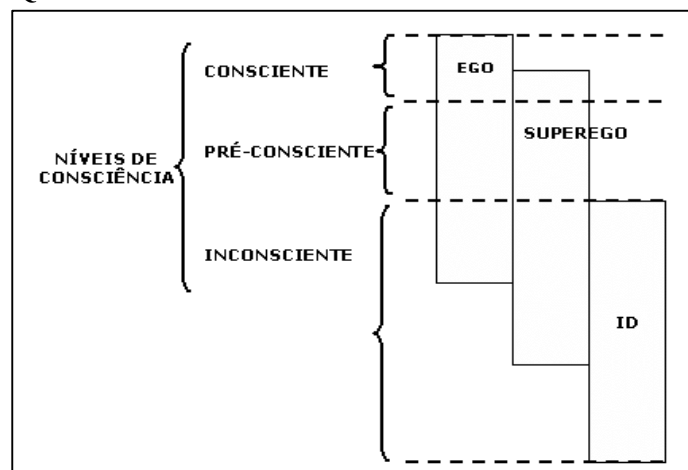 CONSCIENTE
EGO
SUPEREGO
PRÉ-CONSCIENTE
NÍVEIS DE
CONSCIÊNCIA
INCONSCIENTE
ID